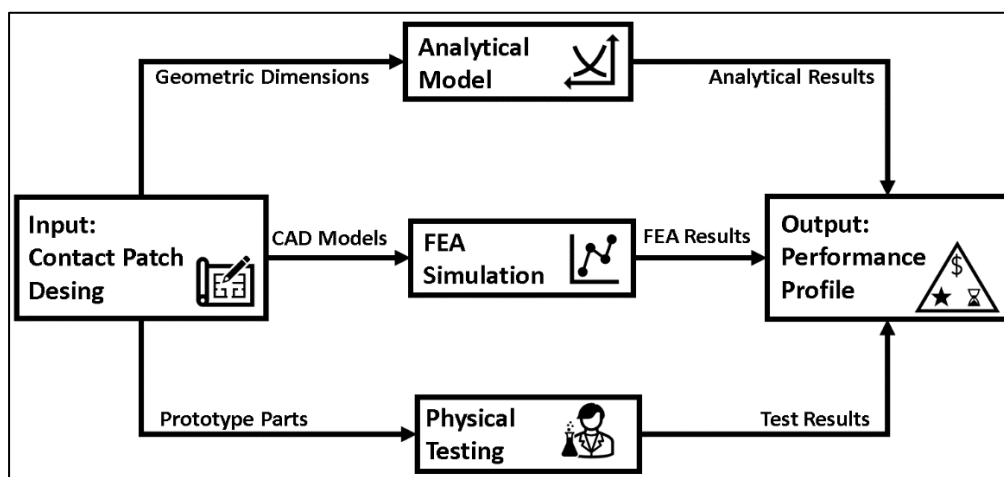 Analytical
Model
Geometric Dimensions
Analytical Results
Input:
Contact Patch
Desing
CAD Models
FEA
Simulation
FEA Results
Output:
Performance
Profile
$
Prototype Parts
Physical
Testing
Test Results